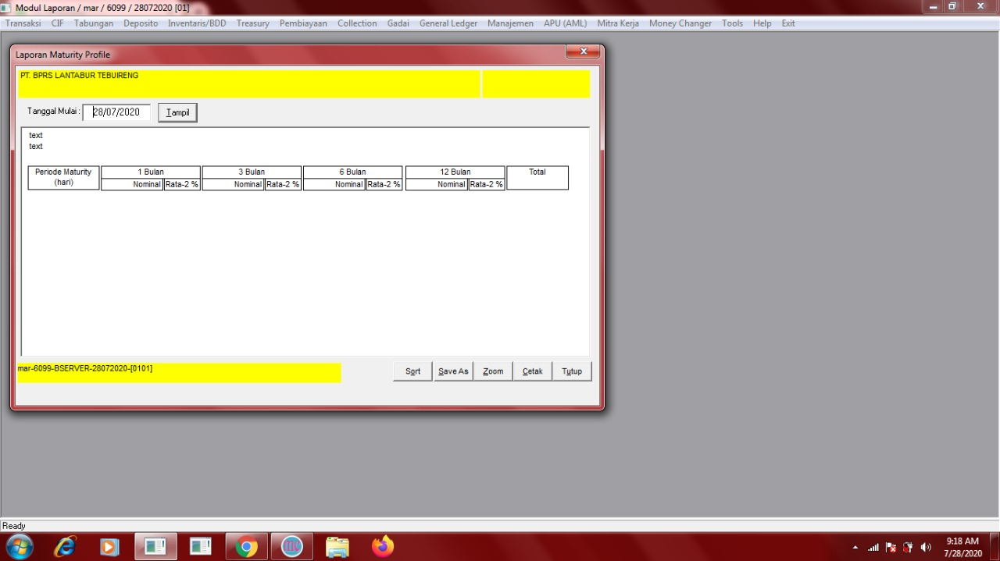 Modul Laporan / mar / 6099 / 28072020 [01]
Transaksi CIF Tabungan Deposito Inventaris/BDD Treasury Pembiayaan Collection Gadai General Ledger Manajemen APU (AML) Mitra Kerja Money Changer Tools Help Exit
Laporan Maturity Profile
PT. BPRS LANTABUR TEBUIRENG
Tanggal Mulai : 28/07/2020 Tampil
text
text
Periode Maturity 1 Bulan 3 Bulan 6 Bulan 12 Bulan Total
(hari) Nominal Rata-2 % Nominal Rata-2 % Nominal Rata-2 % Nominal Rata-2 %
mar-6099-BSERVER-28072020-[0101]
Sort Save As Zoom Cetak Tutup
Ready
9:18 AM
7/28/2020